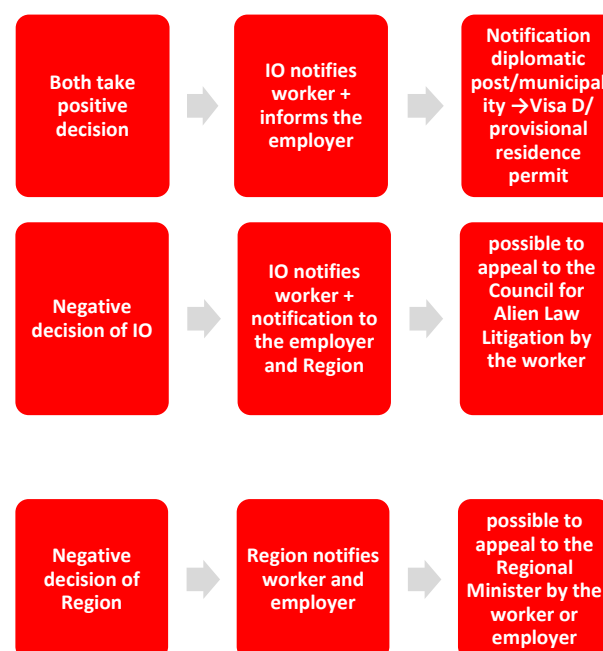 Both take
positive
decision
IO notifies
worker +
informs the
employer
Notification
diplomatic
post/municipal
ity →Visa D/
provisional
residence
permit
Negative
decision of IO
IO notifies
worker +
notification to
the employer
and Region
possible to
appeal to the
Council for
Alien Law
Litigation by
the worker
Negative
decision of
Region
Region notifies
worker and
employer
possible to
appeal to the
Regional
Minister by the
worker or
employer